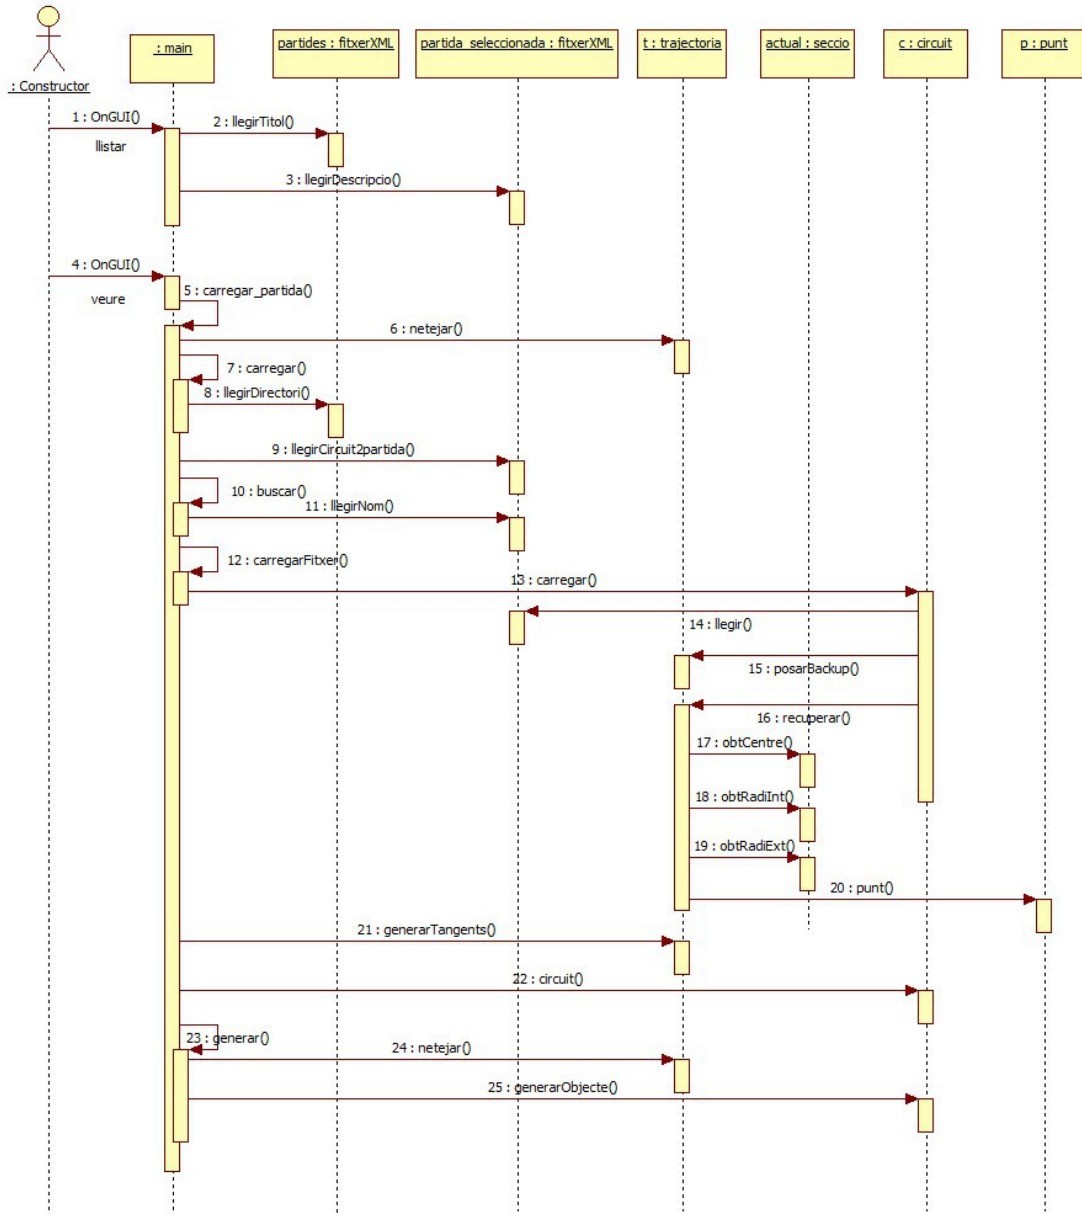 : Constructor
: main
partides : fitxerXML
partida_seleccionada : fitxerXML
t : trajectoria
actual : seccio
c : circuit
p : punt
1 : OnGUI()
llistar
2 : llegirTitol()
3 : llegirDescripcio()
4 : OnGUI()
veure
5 : carregar_partida()
6 : netejar()
7 : carregar()
8 : llegirDirectori()
9 : llegirCircuit2partida()
10 : buscar()
11 : llegirNom()
12 : carregarFitxer()
13 : carregar()
14 : llegir()
15 : posarBackup()
16 : recuperar()
17 : obtCentre()
18 : obtRadiInt()
19 : obtRadiExt()
20 : punt()
21 : generarTangents()
22 : circuit()
23 : generar()
24 : netejar()
25 : generarObjecte()